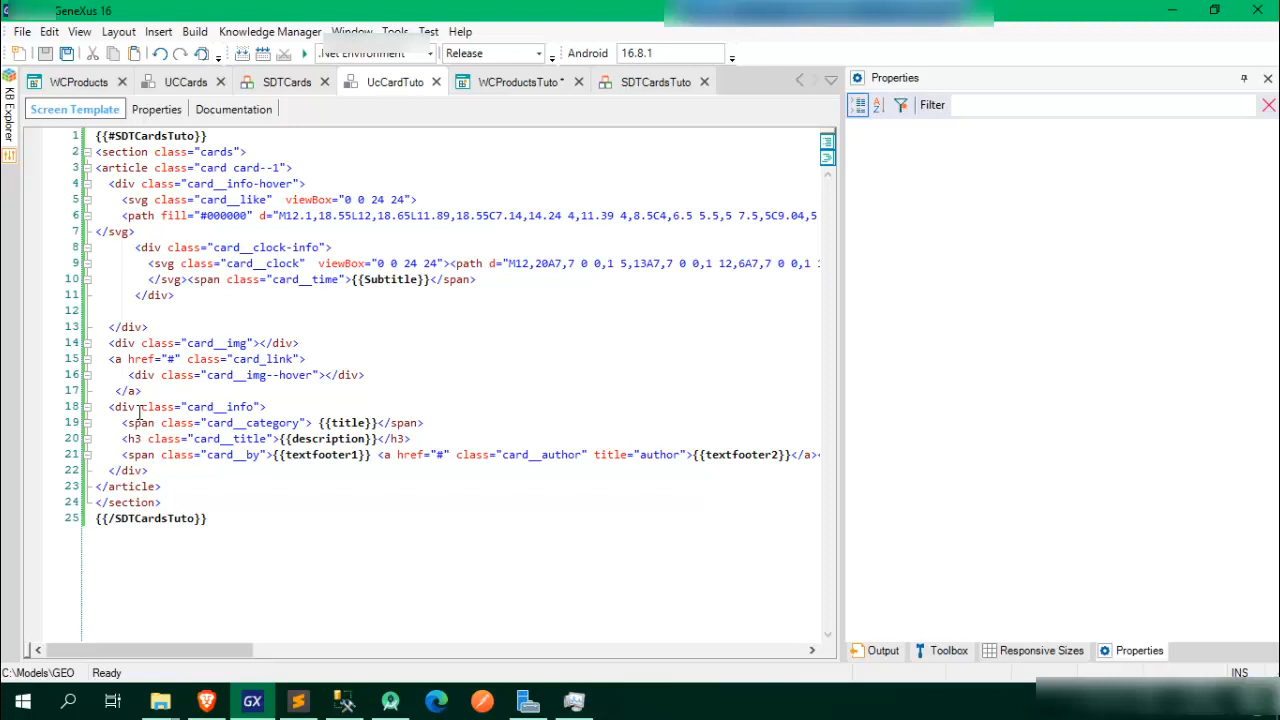 GeneXus 16
File Edit View Layout Insert Build Knowledge Manager Window Tools Test Help
.Net Environment Release Android 16.8.1
WCProducts UCCards SDTCards UcCardTuto WCProductsTuto * SDTCardsTuto
Screen Template Properties Documentation
KB Explorer
1 {{#SDTCardsTuto}}
2 <section class="cards">
3 <article class="card card--1">
4 <div class="card__info-hover">
5 <svg class="card__like" viewBox="0 0 24 24">
6 <path fill="#000000" d="M12.1,18.55L12,18.65L11.89,18.55C7.14,14.24 4,11.39 4,8.5C4,6.5 5.5,5 7.5,5C9.04,5
7 </svg>
8 <div class="card__clock-info">
9 <svg class="card__clock" viewBox="0 0 24 24"><path d="M12,20A7,7 0 0,1 5,13A7,7 0 0,1 12,6A7,7 0 0,1 1
10 </svg><span class="card__time">{{Subtitle}}</span>
11 </div>
12
13 </div>
14 <div class="card__img"></div>
15 <a href="#" class="card_link">
16 <div class="card__img--hover"></div>
17 </a>
18 <div class="card__info">
19 <span class="card__category"> {{title}}</span>
20 <h3 class="card__title">{{description}}</h3>
21 <span class="card__by">{{textfooter1}} <a href="#" class="card__author" title="author">{{textfooter2}}</a><
22 </div>
23 </article>
24 </section>
25 {{/SDTCardsTuto}}
Properties
Filter
Output Toolbox Responsive Sizes Properties
C:\Models\GEO Ready INS
GX